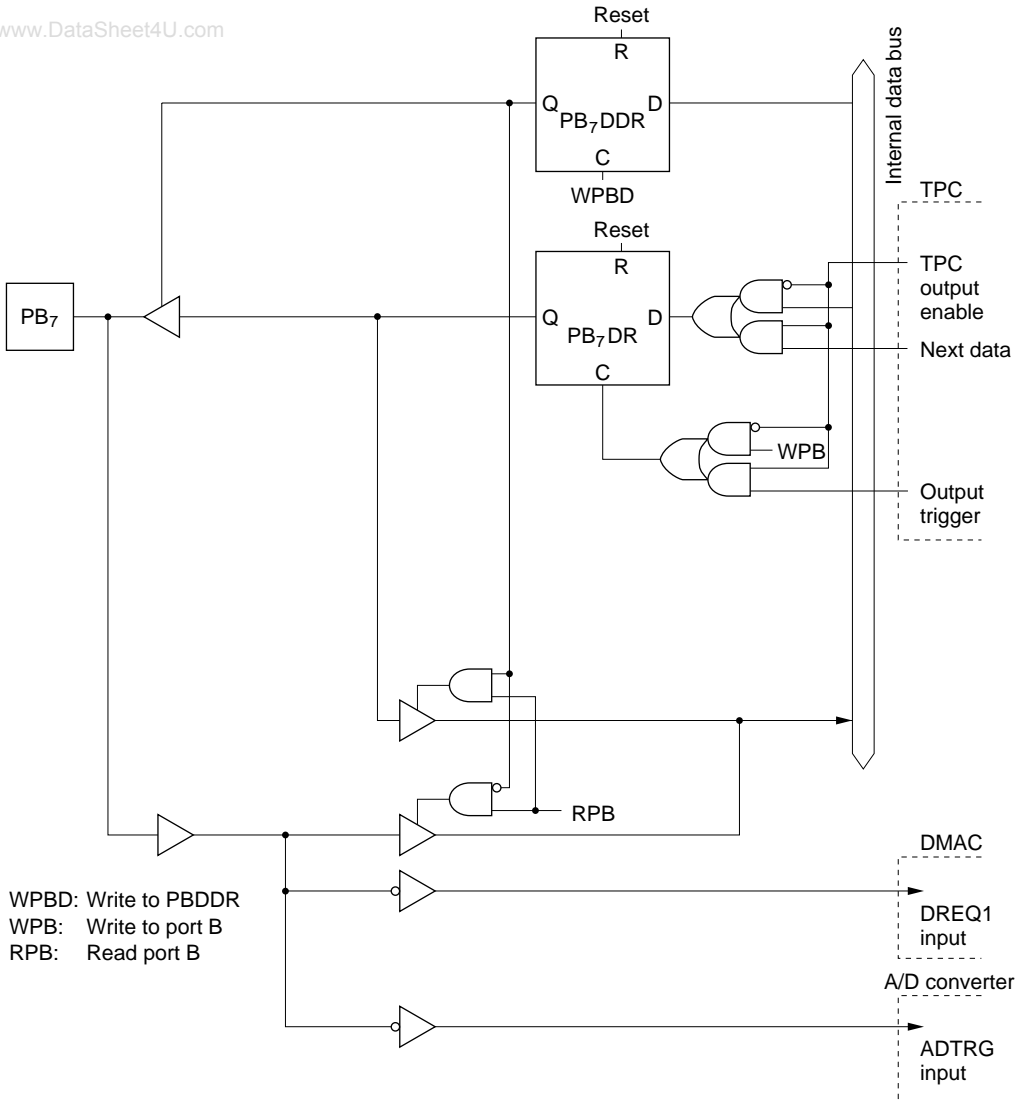 www.DataSheet4U.com
Reset
R
Q
D
PB7DDR
C
WPBD
Internal data bus
TPC
Reset
R
TPC
output
enable
PB7
Q
D
PB7DR
Next data
C
WPB
Output
trigger
RPB
DMAC
WPBD: Write to PBDDR
WPB: Write to port B
RPB: Read port B
DREQ1
input
A/D converter
ADTRG
input